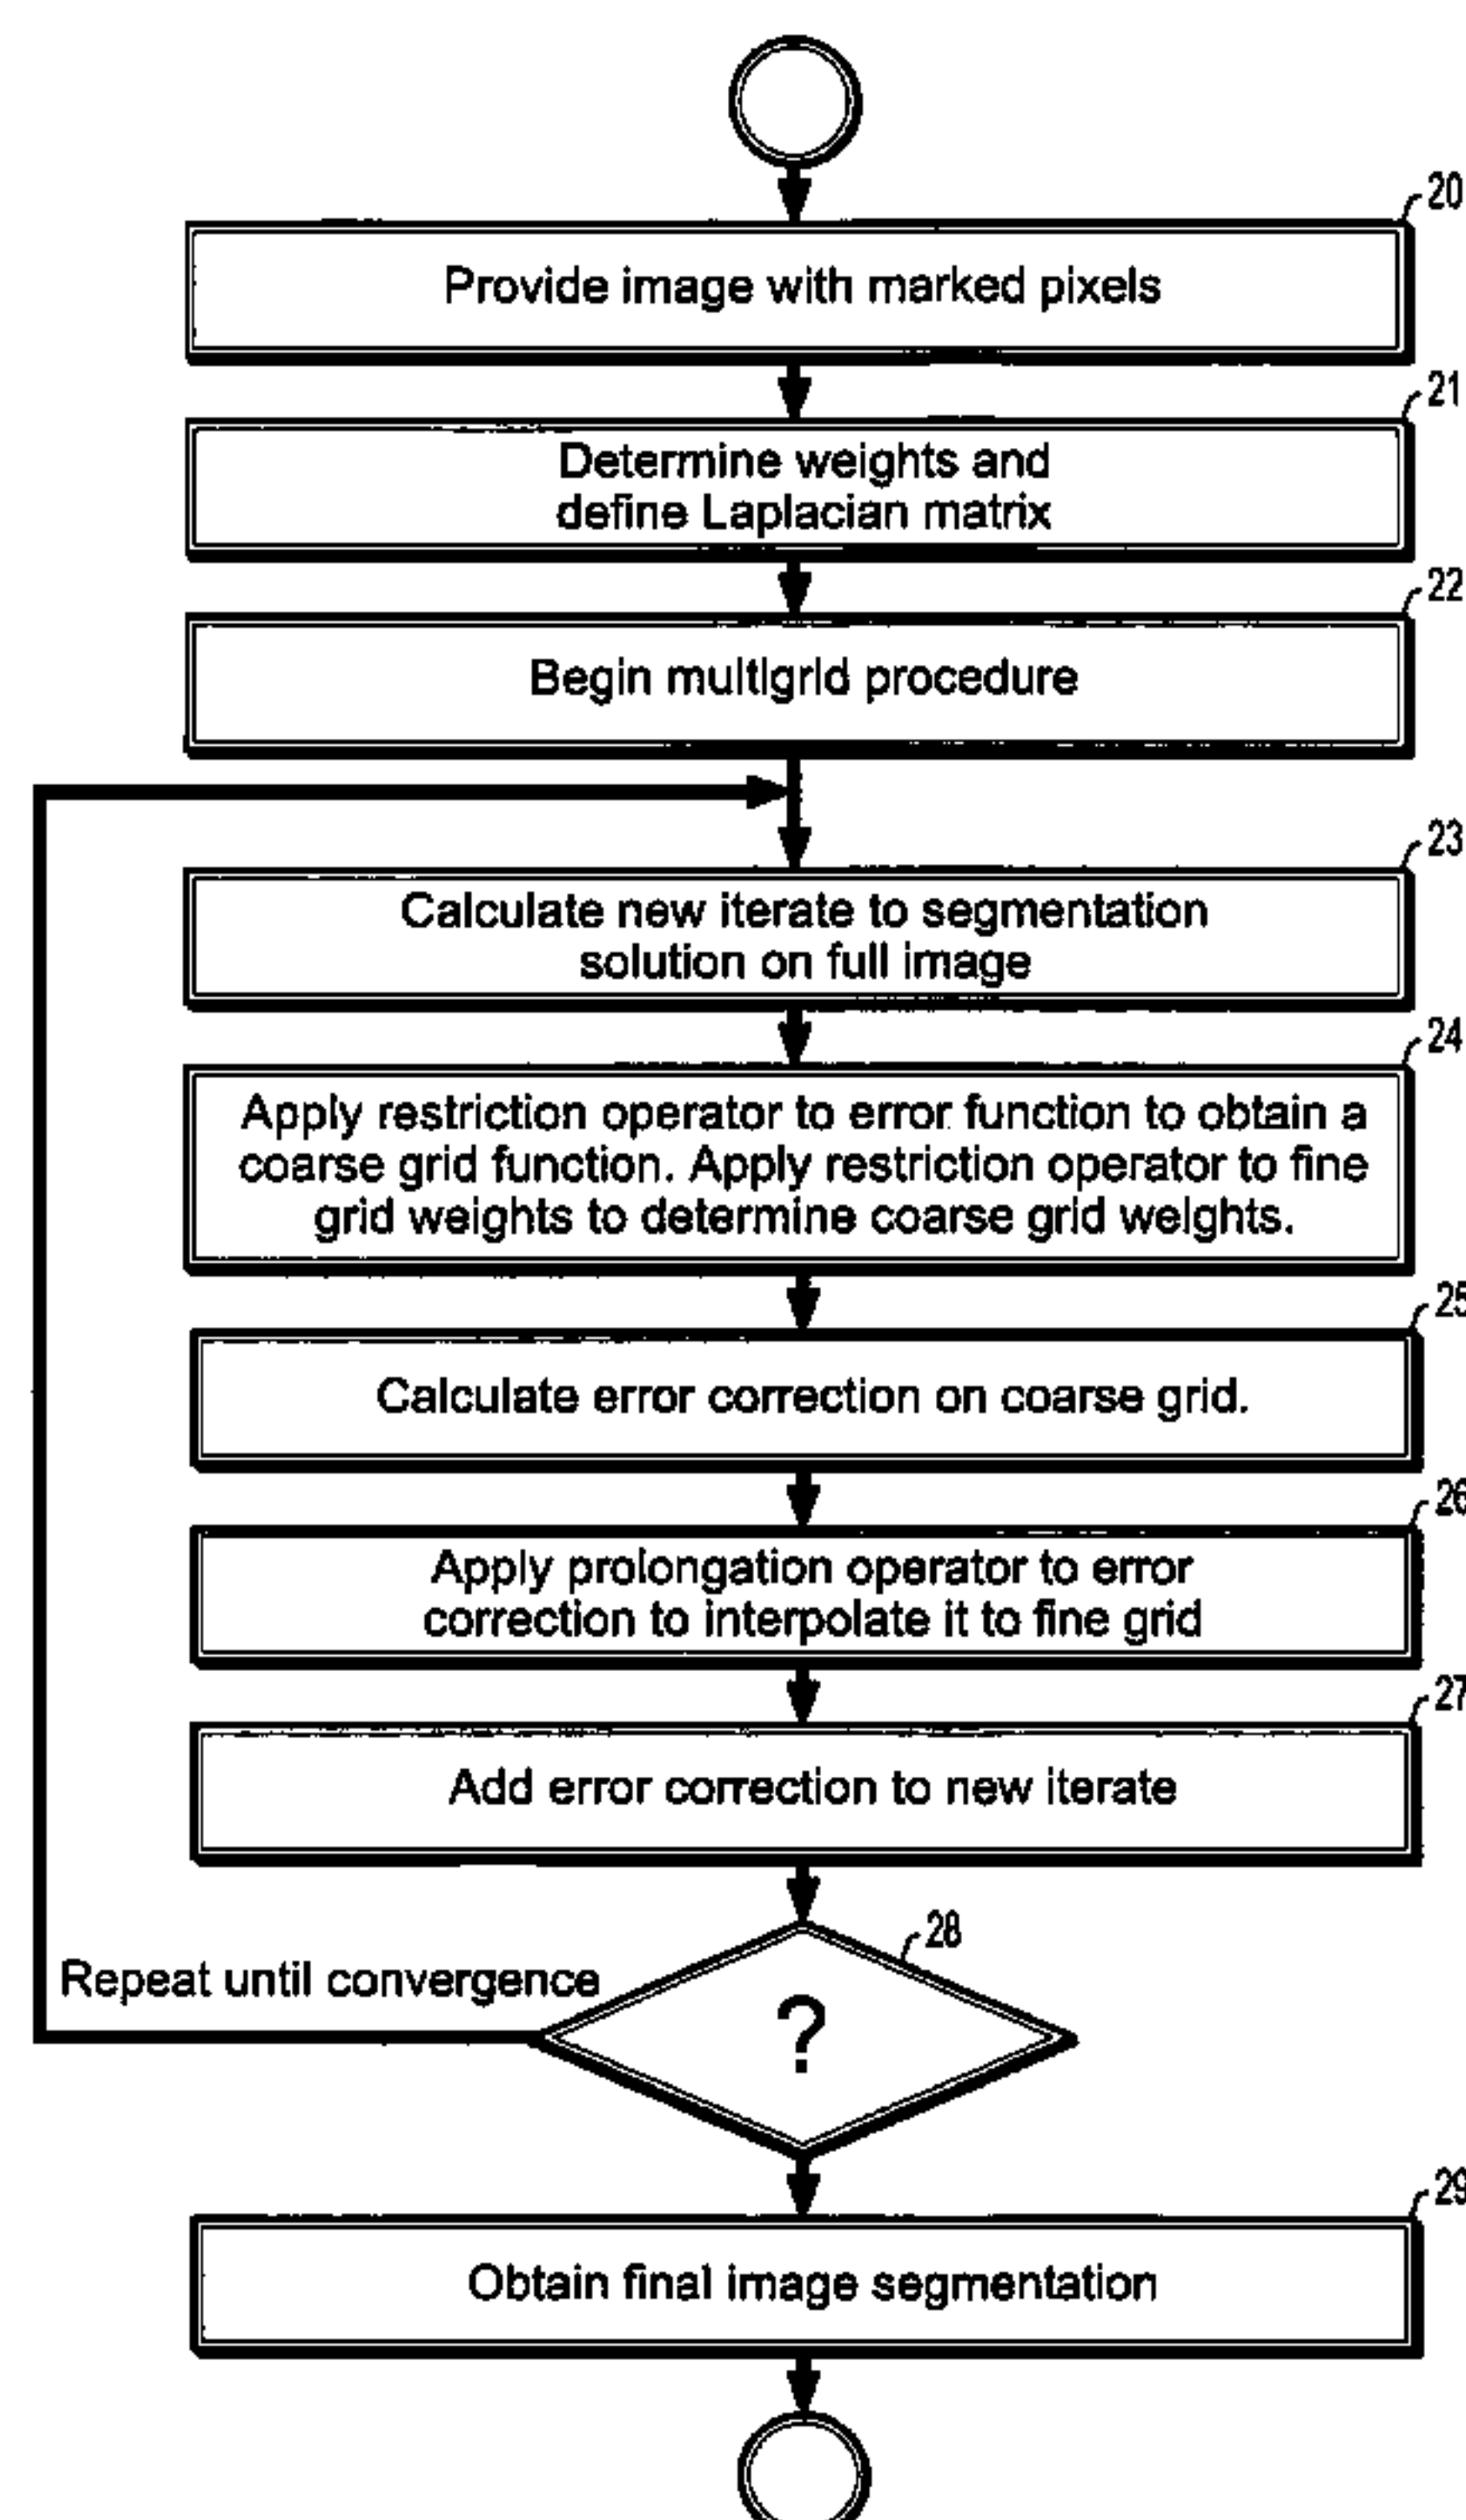 20
Provide image with marked pixels
21
Determine weights and
define Laplacian matrix
22
Begin multigrid procedure
23
Calculate new iterate to segmentation
solution on full image
24
Apply restriction operator to error function to obtain a
coarse grid function. Apply restriction operator to fine
grid weights to determine coarse grid weights.
25
Calculate error correction on coarse grid.
26
Apply prolongation operator to error
correction to interpolate it to fine grid
27
Add error correction to new iterate
28
Repeat until convergence
?
29
Obtain final image segmentation